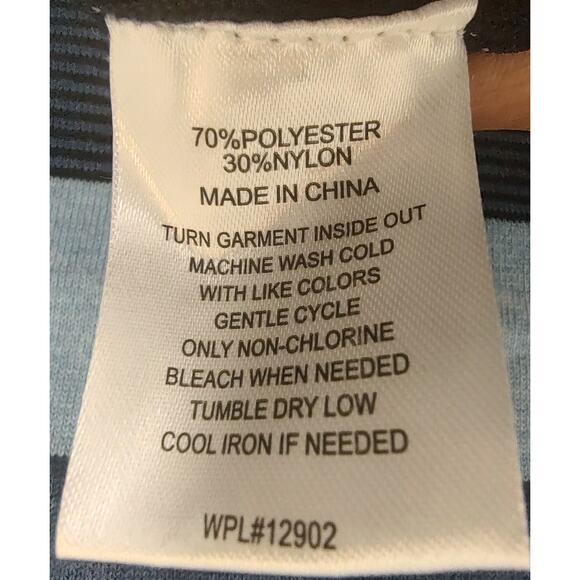 70%POLYESTER
30%NYLON
MADE IN CHINA
TURN GARMENT INSIDE OUT
MACHINE WASH COLD
WITH LIKE COLORS
GENTLE CYCLE
ONLY NON-CHLORINE
BLEACH WHEN NEEDED
TUMBLE DRY LOW
COOL IRON IF NEEDED
WPL#12902